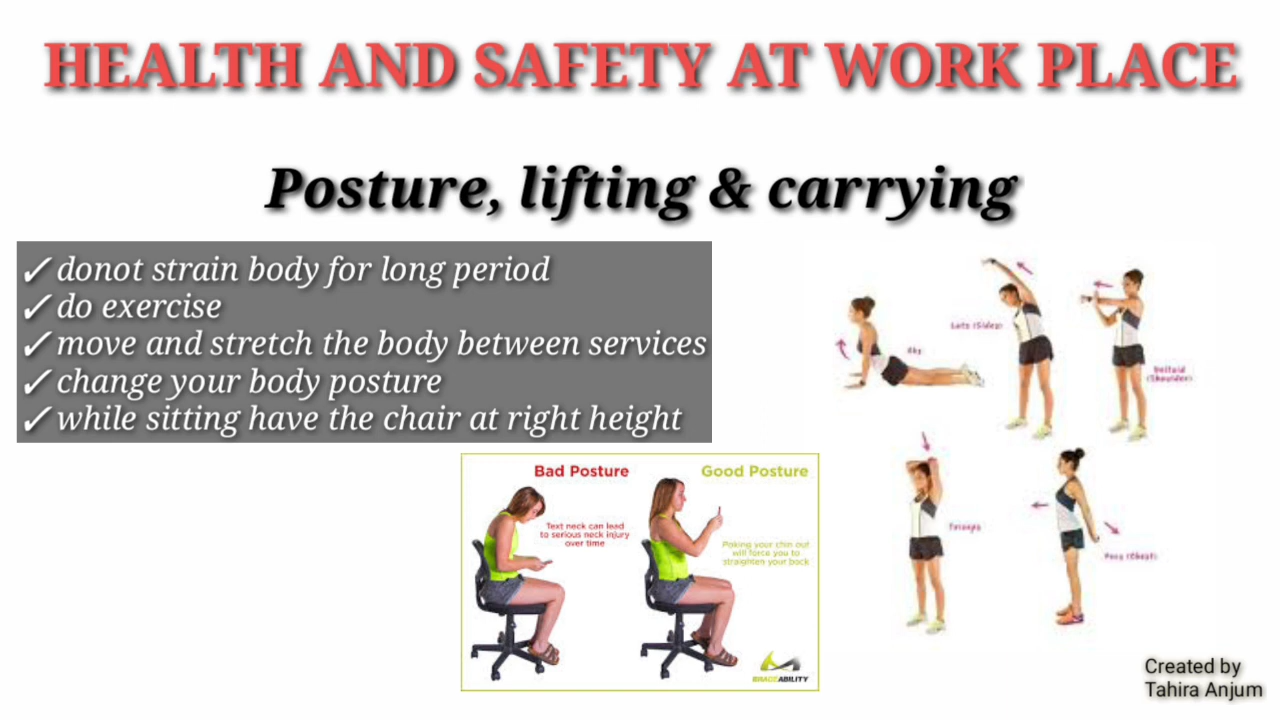 HEALTH AND SAFETY AT WORK PLACE
Posture, lifting & carrying
✓ donot strain body for long period
✓ do exercise
✓ move and stretch the body between services
✓ change your body posture
✓ while sitting have the chair at right height
Bad Posture
Text neck can lead
to serious neck injury
over time
Good Posture
Poking your chin out
will force you to
straighten your back
BRACEABILITY
Lats (Sides)
Abs
Deltoid
(Shoulder)
Triceps
Pecs (Chest)
Created by
Tahira Anjum